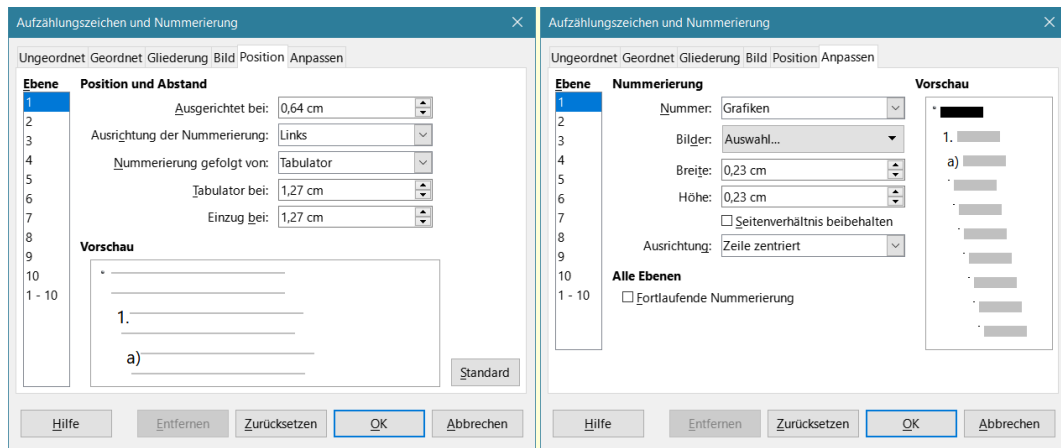 Aufzählungszeichen und Nummerierung
Ungeordnet Geordnet Gliederung Bild Position Anpassen
Ebene
1
2
3
4
5
6
7
8
9
10
1 - 10
Position und Abstand
Ausgerichtet bei: 0,64 cm
Ausrichtung der Nummerierung: Links
Nummerierung gefolgt von: Tabulator
Tabulator bei: 1,27 cm
Einzug bei: 1,27 cm
Vorschau
1.
a)
Standard
Hilfe Entfernen Zurücksetzen OK Abbrechen
Aufzählungszeichen und Nummerierung
Ungeordnet Geordnet Gliederung Bild Position Anpassen
Ebene
1
2
3
4
5
6
7
8
9
10
1 - 10
Nummerierung
Nummer: Grafiken
Bilder: Auswahl...
Breite: 0,23 cm
Höhe: 0,23 cm
Seitenverhältnis beibehalten
Ausrichtung: Zeile zentriert
Alle Ebenen
Fortlaufende Nummerierung
Vorschau
1.
a)
Hilfe Entfernen Zurücksetzen OK Abbrechen